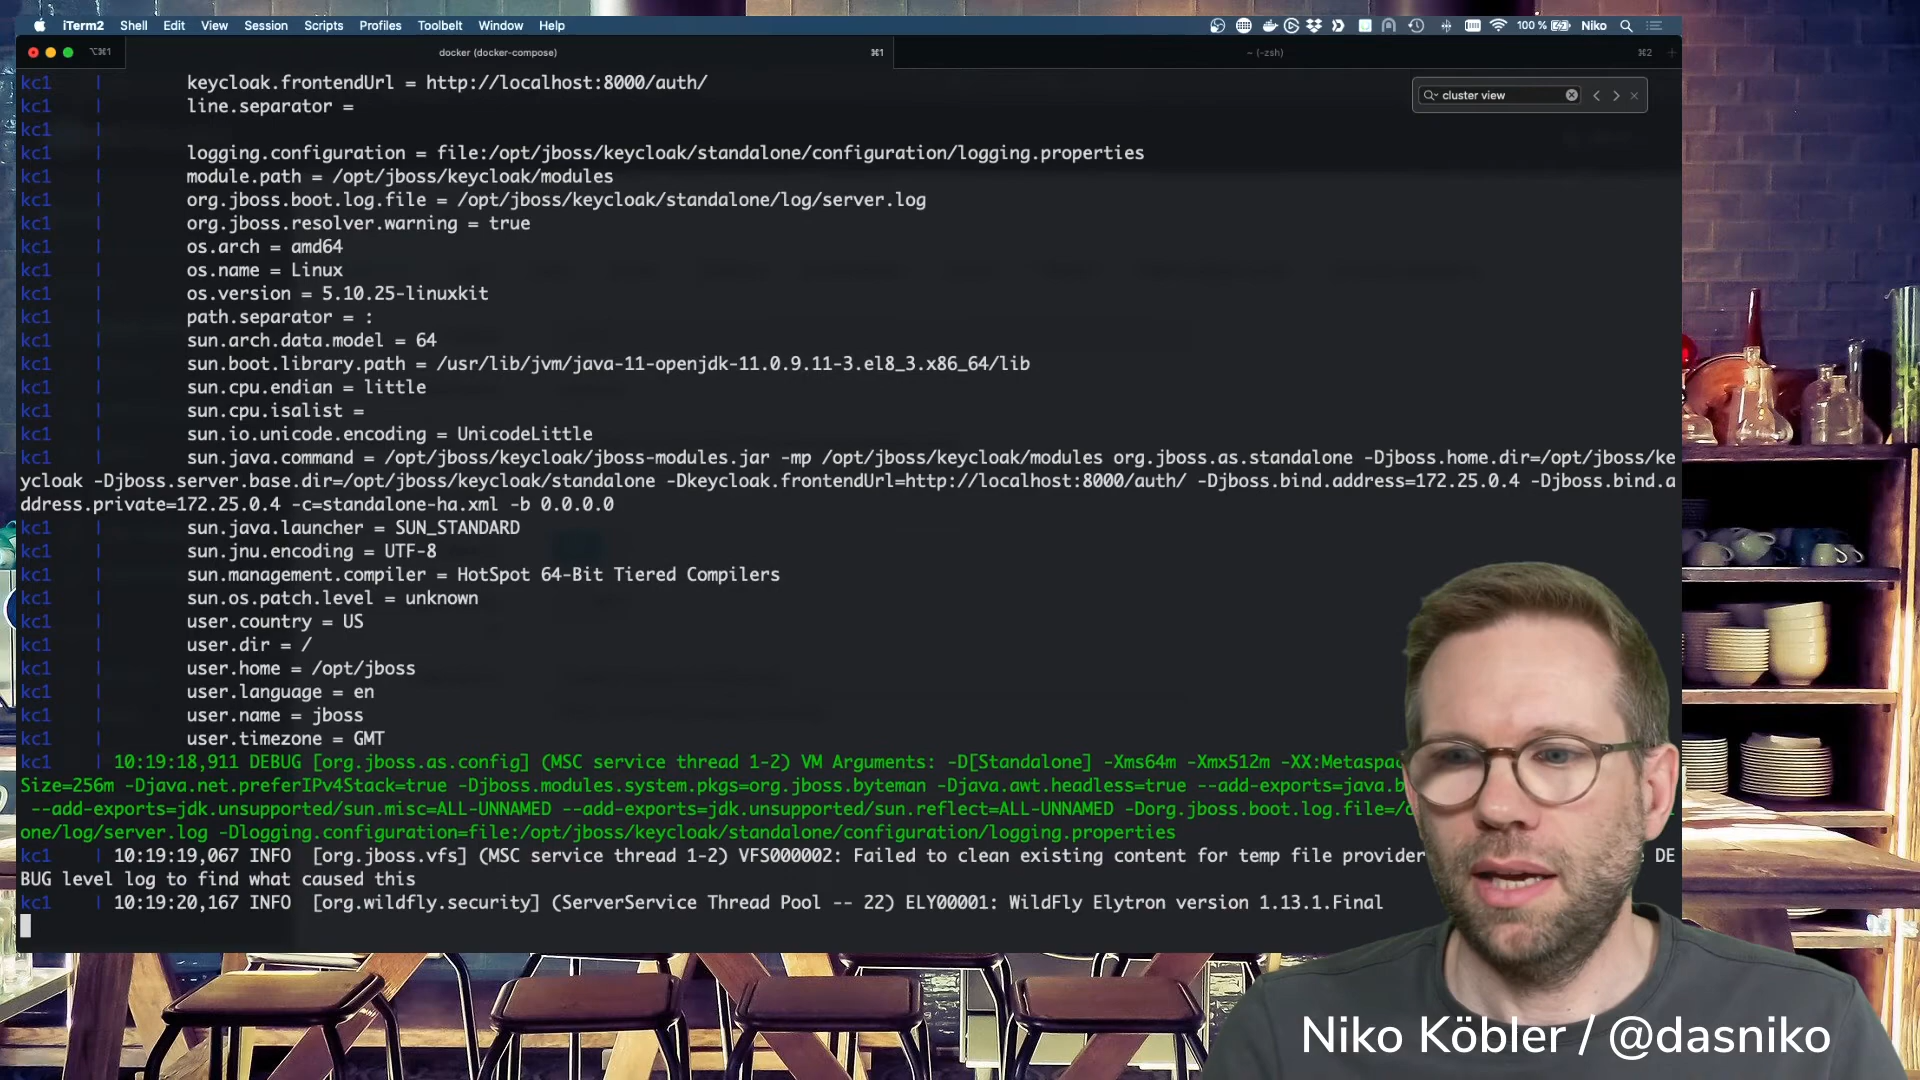 iTerm2 Shell Edit View Session Scripts Profiles Toolbelt Window Help 100 % Niko
⌥⌘1 docker (docker-compose) ⌘1 ~ (-zsh) ⌘2
cluster view
kc1 | keycloak.frontendUrl = http://localhost:8000/auth/
kc1 | line.separator =
kc1 |
kc1 | logging.configuration = file:/opt/jboss/keycloak/standalone/configuration/logging.properties
kc1 | module.path = /opt/jboss/keycloak/modules
kc1 | org.jboss.boot.log.file = /opt/jboss/keycloak/standalone/log/server.log
kc1 | org.jboss.resolver.warning = true
kc1 | os.arch = amd64
kc1 | os.name = Linux
kc1 | os.version = 5.10.25-linuxkit
kc1 | path.separator = :
kc1 | sun.arch.data.model = 64
kc1 | sun.boot.library.path = /usr/lib/jvm/java-11-openjdk-11.0.9.11-3.el8_3.x86_64/lib
kc1 | sun.cpu.endian = little
kc1 | sun.cpu.isalist =
kc1 | sun.io.unicode.encoding = UnicodeLittle
kc1 | sun.java.command = /opt/jboss/keycloak/jboss-modules.jar -mp /opt/jboss/keycloak/modules org.jboss.as.standalone -Djboss.home.dir=/opt/jboss/ke
ycloak -Djboss.server.base.dir=/opt/jboss/keycloak/standalone -Dkeycloak.frontendUrl=http://localhost:8000/auth/ -Djboss.bind.address=172.25.0.4 -Djboss.bind.a
ddress.private=172.25.0.4 -c=standalone-ha.xml -b 0.0.0.0
kc1 | sun.java.launcher = SUN_STANDARD
kc1 | sun.jnu.encoding = UTF-8
kc1 | sun.management.compiler = HotSpot 64-Bit Tiered Compilers
kc1 | sun.os.patch.level = unknown
kc1 | user.country = US
kc1 | user.dir = /
kc1 | user.home = /opt/jboss
kc1 | user.language = en
kc1 | user.name = jboss
kc1 | user.timezone = GMT
kc1 | 10:19:18,911 DEBUG [org.jboss.as.config] (MSC service thread 1-2) VM Arguments: -D[Standalone] -Xms64m -Xmx512m -XX:Metaspac
Size=256m -Djava.net.preferIPv4Stack=true -Djboss.modules.system.pkgs=org.jboss.byteman -Djava.awt.headless=true --add-exports=java.b
--add-exports=jdk.unsupported/sun.misc=ALL-UNNAMED --add-exports=jdk.unsupported/sun.reflect=ALL-UNNAMED -Dorg.jboss.boot.log.file=/
one/log/server.log -Dlogging.configuration=file:/opt/jboss/keycloak/standalone/configuration/logging.properties
kc1 | 10:19:19,067 INFO [org.jboss.vfs] (MSC service thread 1-2) VFS000002: Failed to clean existing content for temp file provider DE
BUG level log to find what caused this
kc1 | 10:19:20,167 INFO [org.wildfly.security] (ServerService Thread Pool -- 22) ELY00001: WildFly Elytron version 1.13.1.Final
Niko Köbler / @dasniko